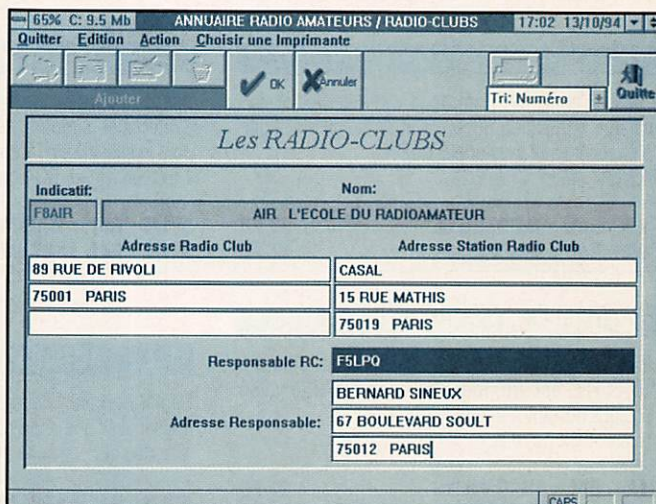 65% C: 9.5 Mb ANNUAIRE RADIO AMATEURS / RADIO-CLUBS 17:02 13/10/94
Quitter Edition Action Choisir une Imprimante
OK Annuler
Ajouter
Tri: Numéro
Quitte
Les RADIO-CLUBS
Indicatif: Nom:
F8AIR AIR L'ECOLE DU RADIOAMATEUR
Adresse Radio Club Adresse Station Radio Club
89 RUE DE RIVOLI CASAL
75001 PARIS 15 RUE MATHIS
75019 PARIS
Responsable RC: F5LPQ
BERNARD SINEUX
Adresse Responsable: 67 BOULEVARD SOULT
75012 PARIS
CAPS